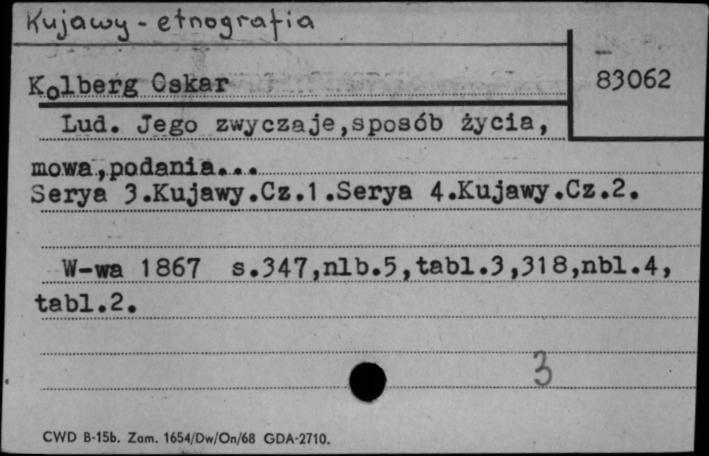 Kujawy - etnografia
83062
Kolberg Oskar
Lud. Jego zwyczaje,sposób życia,
mowa,podania...
Serya 3.Kujawy.Cz.1.Serya 4.Kujawy.Cz.2.
W-wa 1867 s.347,nlb.5,tabl.3,318,nbl.4,
tabl.2.
3
CWD B-15b. Zam. 1654/Dw/On/68 GDA-2710.